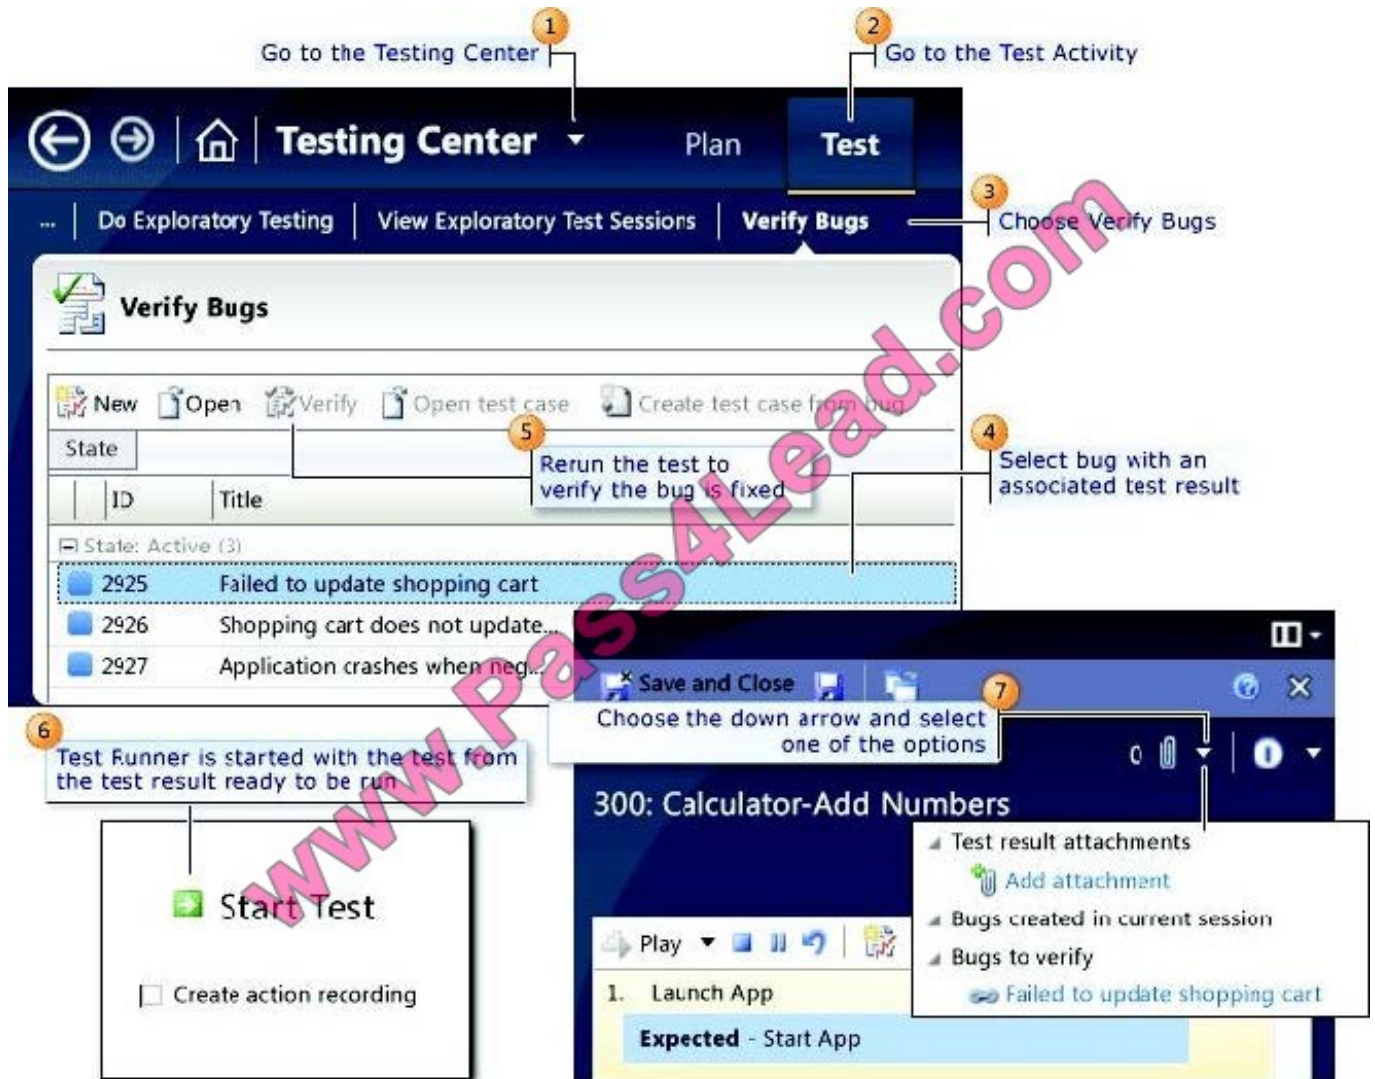 1
Go to the Testing Center
2
Go to the Test Activity
Testing Center
Plan
Test
3
Choose Verify Bugs
... | Do Exploratory Testing | View Exploratory Test Sessions | Verify Bugs
Verify Bugs
New Open Verify Open test case Create test case from bug
State
5
Rerun the test to
verify the bug is fixed
4
Select bug with an
associated test result
ID Title
State: Active (3)
2925 Failed to update shopping cart
2926 Shopping cart does not update...
2927 Application crashes when neg...
6
Test Runner is started with the test from
the test result ready to be run
Start Test
Create action recording
Save and Close
7
Choose the down arrow and select
one of the options
0
300: Calculator-Add Numbers
Test result attachments
Add attachment
Bugs created in current session
Bugs to verify
Failed to update shopping cart
Play
1. Launch App
Expected - Start App
www.Pass4Lead.com